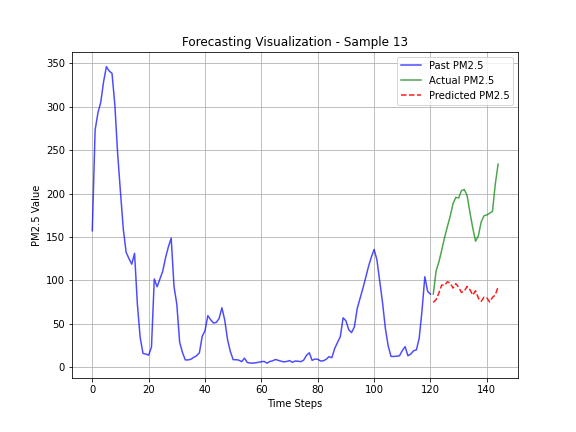 Forecasting Visualization - Sample 13
Past PM2.5
Actual PM2.5
Predicted PM2.5
PM2.5 Value
350
300
250
200
150
100
50
0
0 20 40 60 80 100 120 140
Time Steps